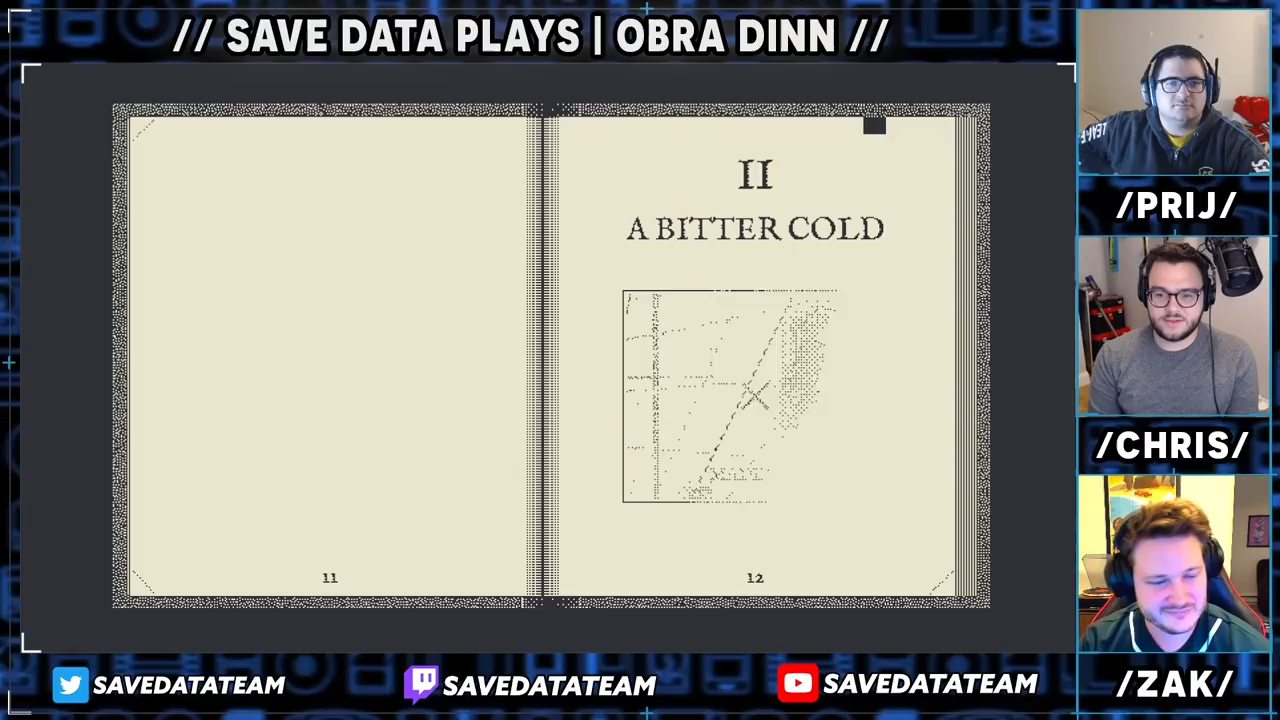 // SAVE DATA PLAYS | OBRA DINN //
II
A BITTER COLD
11
12
/PRIJ/
/CHRIS/
/ZAK/
SAVEDATATEAM
SAVEDATATEAM
SAVEDATATEAM